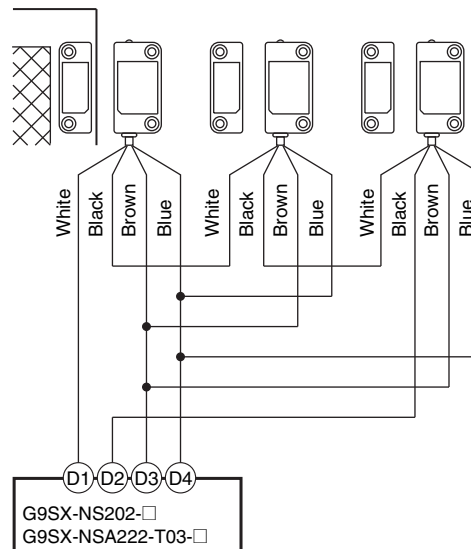 White Black Brown Blue White Black Brown Blue White Black Brown Blue
D1 D2 D3 D4
G9SX-NS202-□
G9SX-NSA222-T03-□